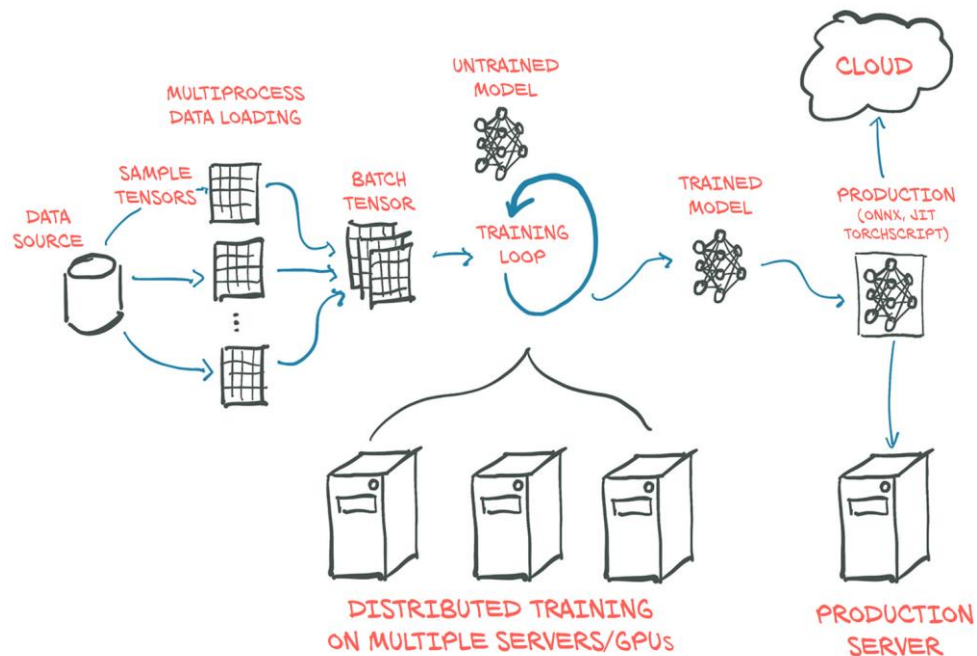 MULTIPROCESS
DATA LOADING
UNTRAINED
MODEL
CLOUD
SAMPLE
TENSORS
DATA
SOURCE
BATCH
TENSOR
TRAINING
LOOP
TRAINED
MODEL
PRODUCTION
(ONNX, JIT
TORCHSCRIPT)
...
DISTRIBUTED TRAINING
ON MULTIPLE SERVERS/GPUs
PRODUCTION
SERVER